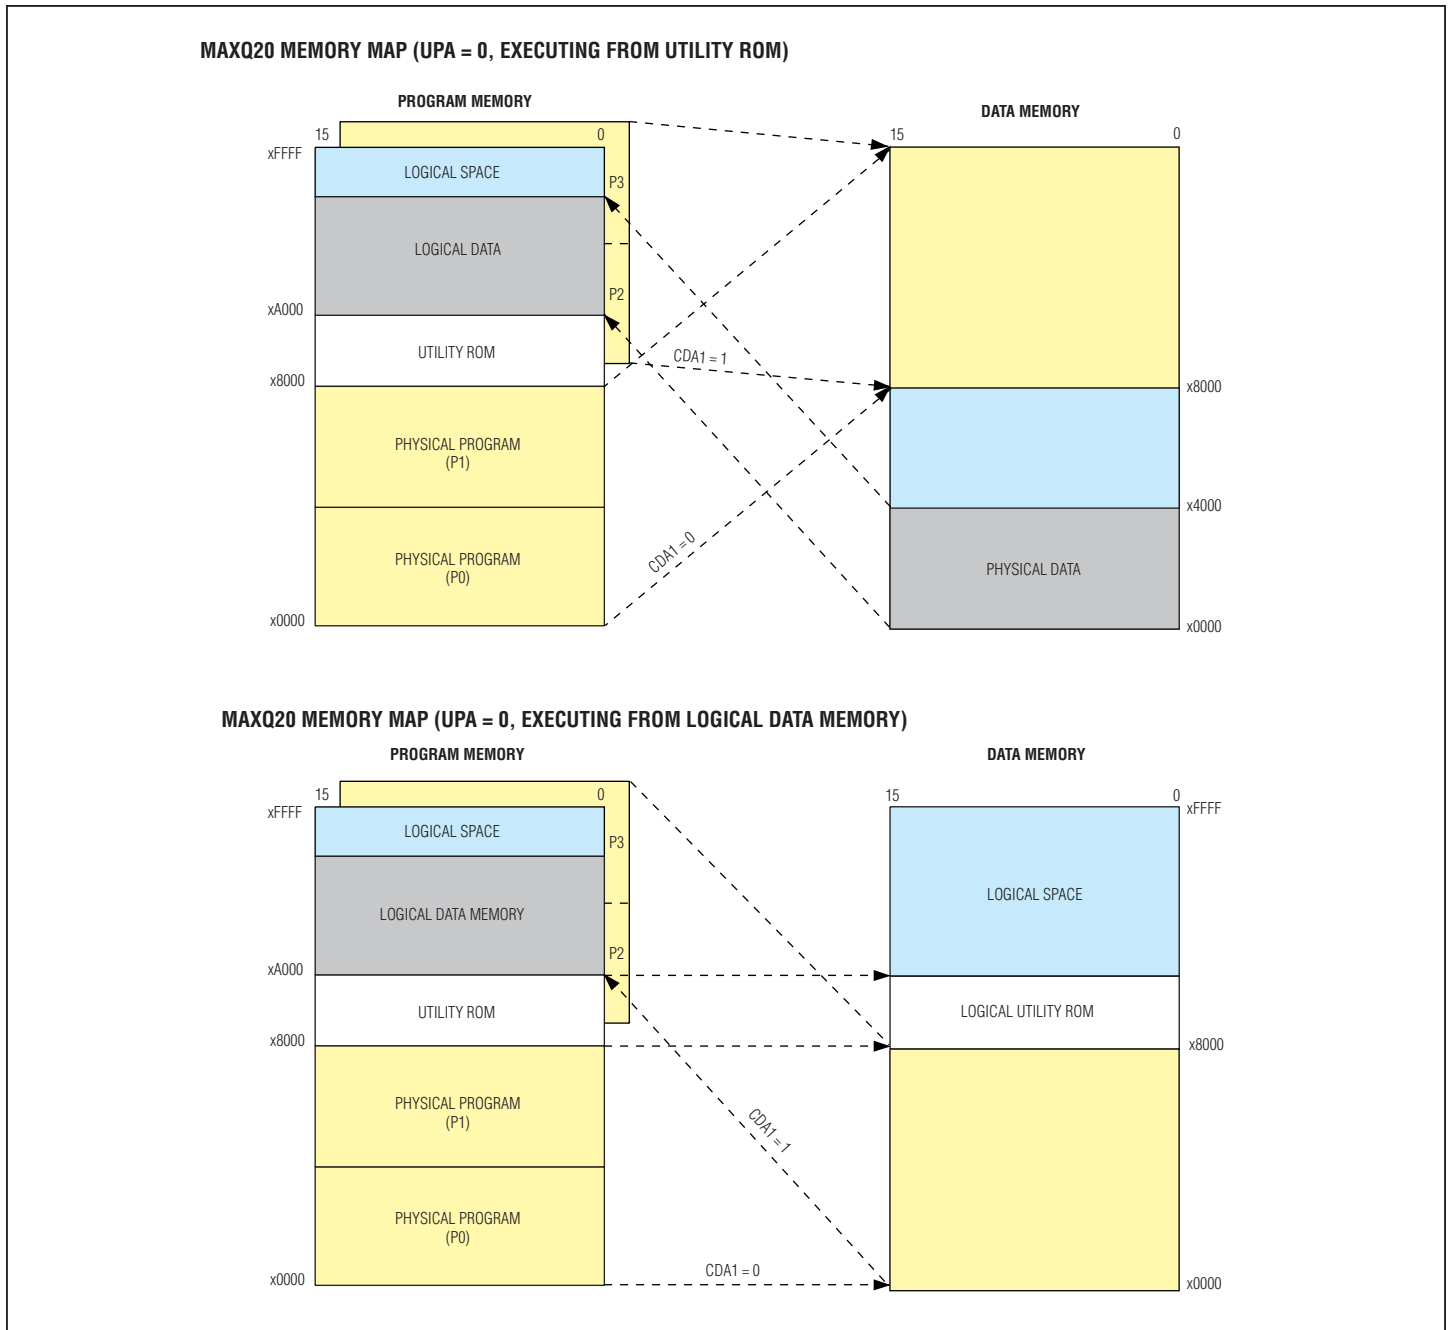 MAXQ20 MEMORY MAP (UPA = 0, EXECUTING FROM UTILITY ROM)
PROGRAM MEMORY
DATA MEMORY
15
0
15
0
xFFFF
LOGICAL SPACE
P3
LOGICAL DATA
P2
xA000
UTILITY ROM
CDA1 = 1
x8000
x8000
PHYSICAL PROGRAM
(P1)
x4000
CDA1 = 0
PHYSICAL PROGRAM
(P0)
PHYSICAL DATA
x0000
x0000
MAXQ20 MEMORY MAP (UPA = 0, EXECUTING FROM LOGICAL DATA MEMORY)
PROGRAM MEMORY
DATA MEMORY
15
0
15
0
xFFFF
xFFFF
LOGICAL SPACE
P3
LOGICAL SPACE
LOGICAL DATA MEMORY
P2
xA000
UTILITY ROM
LOGICAL UTILITY ROM
x8000
x8000
PHYSICAL PROGRAM
(P1)
CDA1 = 1
PHYSICAL PROGRAM
(P0)
CDA1 = 0
x0000
x0000